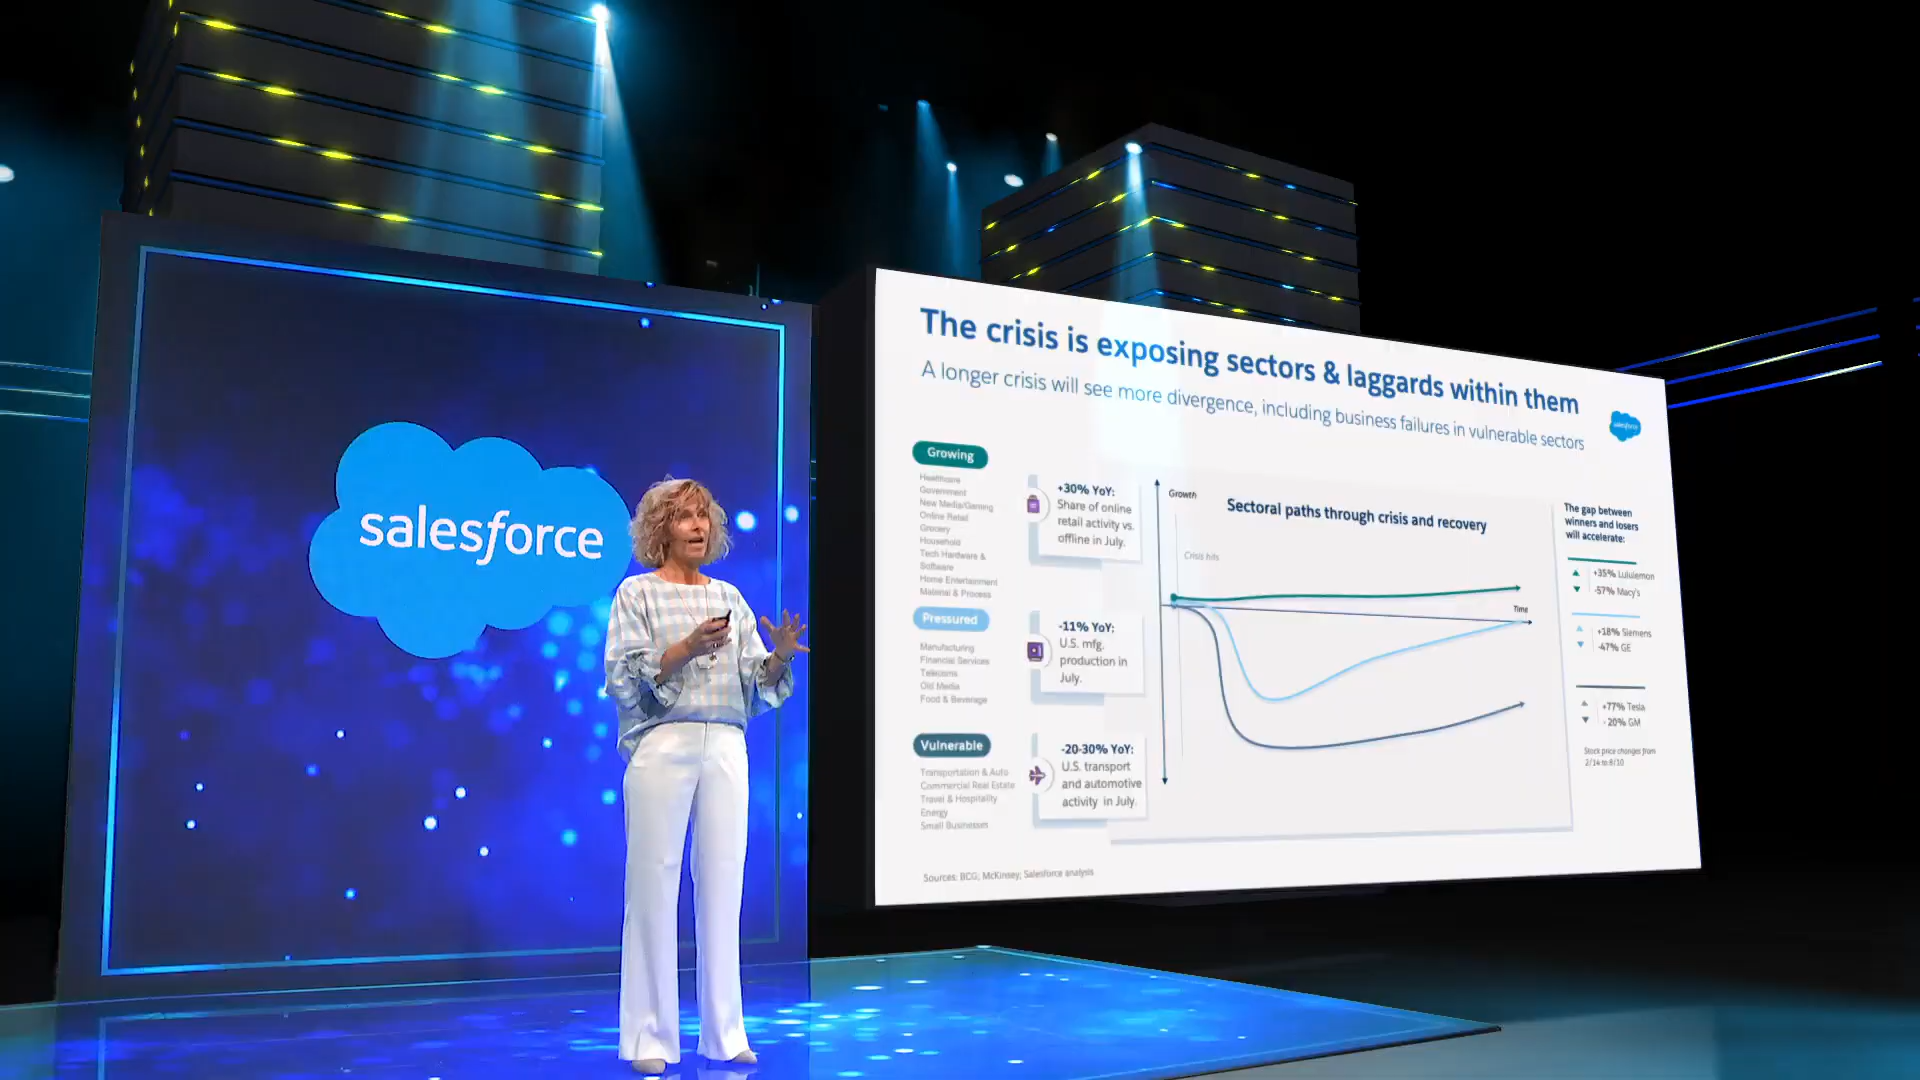 salesforce
The crisis is exposing sectors & laggards within them
A longer crisis will see more divergence, including business failures in vulnerable sectors
salesforce
Growing
Healthcare
Government
New Media/Gaming
Online Retail
Grocery
Household
Tech Hardware &
Software
Home Entertainment
Material & Process
Pressured
Manufacturing
Financial Services
Telecoms
Old Media
Food & Beverage
Vulnerable
Transportation & Auto
Commercial Real Estate
Travel & Hospitality
Energy
Small Businesses
+30% YoY:
Share of online
retail activity vs.
offline in July.
-11% YoY:
U.S. mfg.
production in
July.
-20-30% YoY:
U.S. transport
and automotive
activity in July.
Growth
Sectoral paths through crisis and recovery
Crisis hits
Time
The gap between
winners and losers
will accelerate:
+35% Lululemon
-57% Macy's
+18% Siemens
-47% GE
+77% Tesla
-20% GM
Stock price changes from
2/14 to 8/10
Sources: BCG; McKinsey; Salesforce analysis